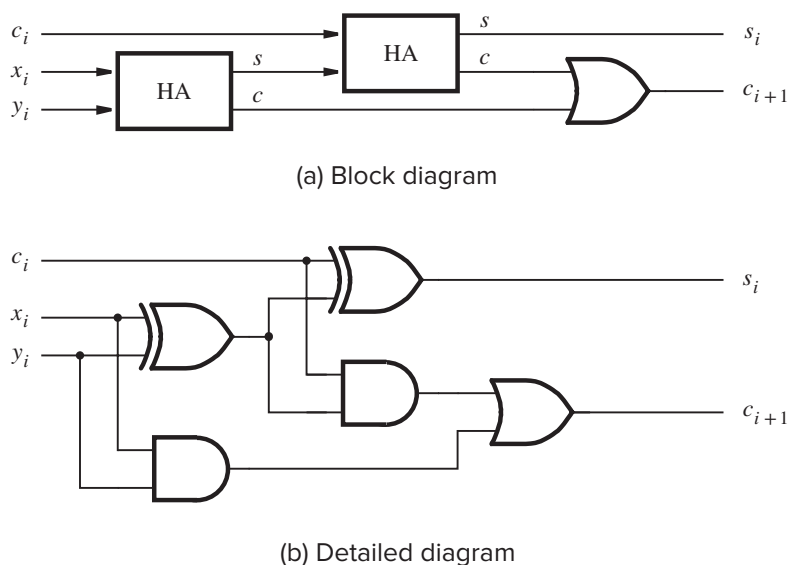 c_i s s_i
x_i HA s HA c
y_i c c_{i+1}
(a) Block diagram
c_i s_i
x_i
y_i
c_{i+1}
(b) Detailed diagram